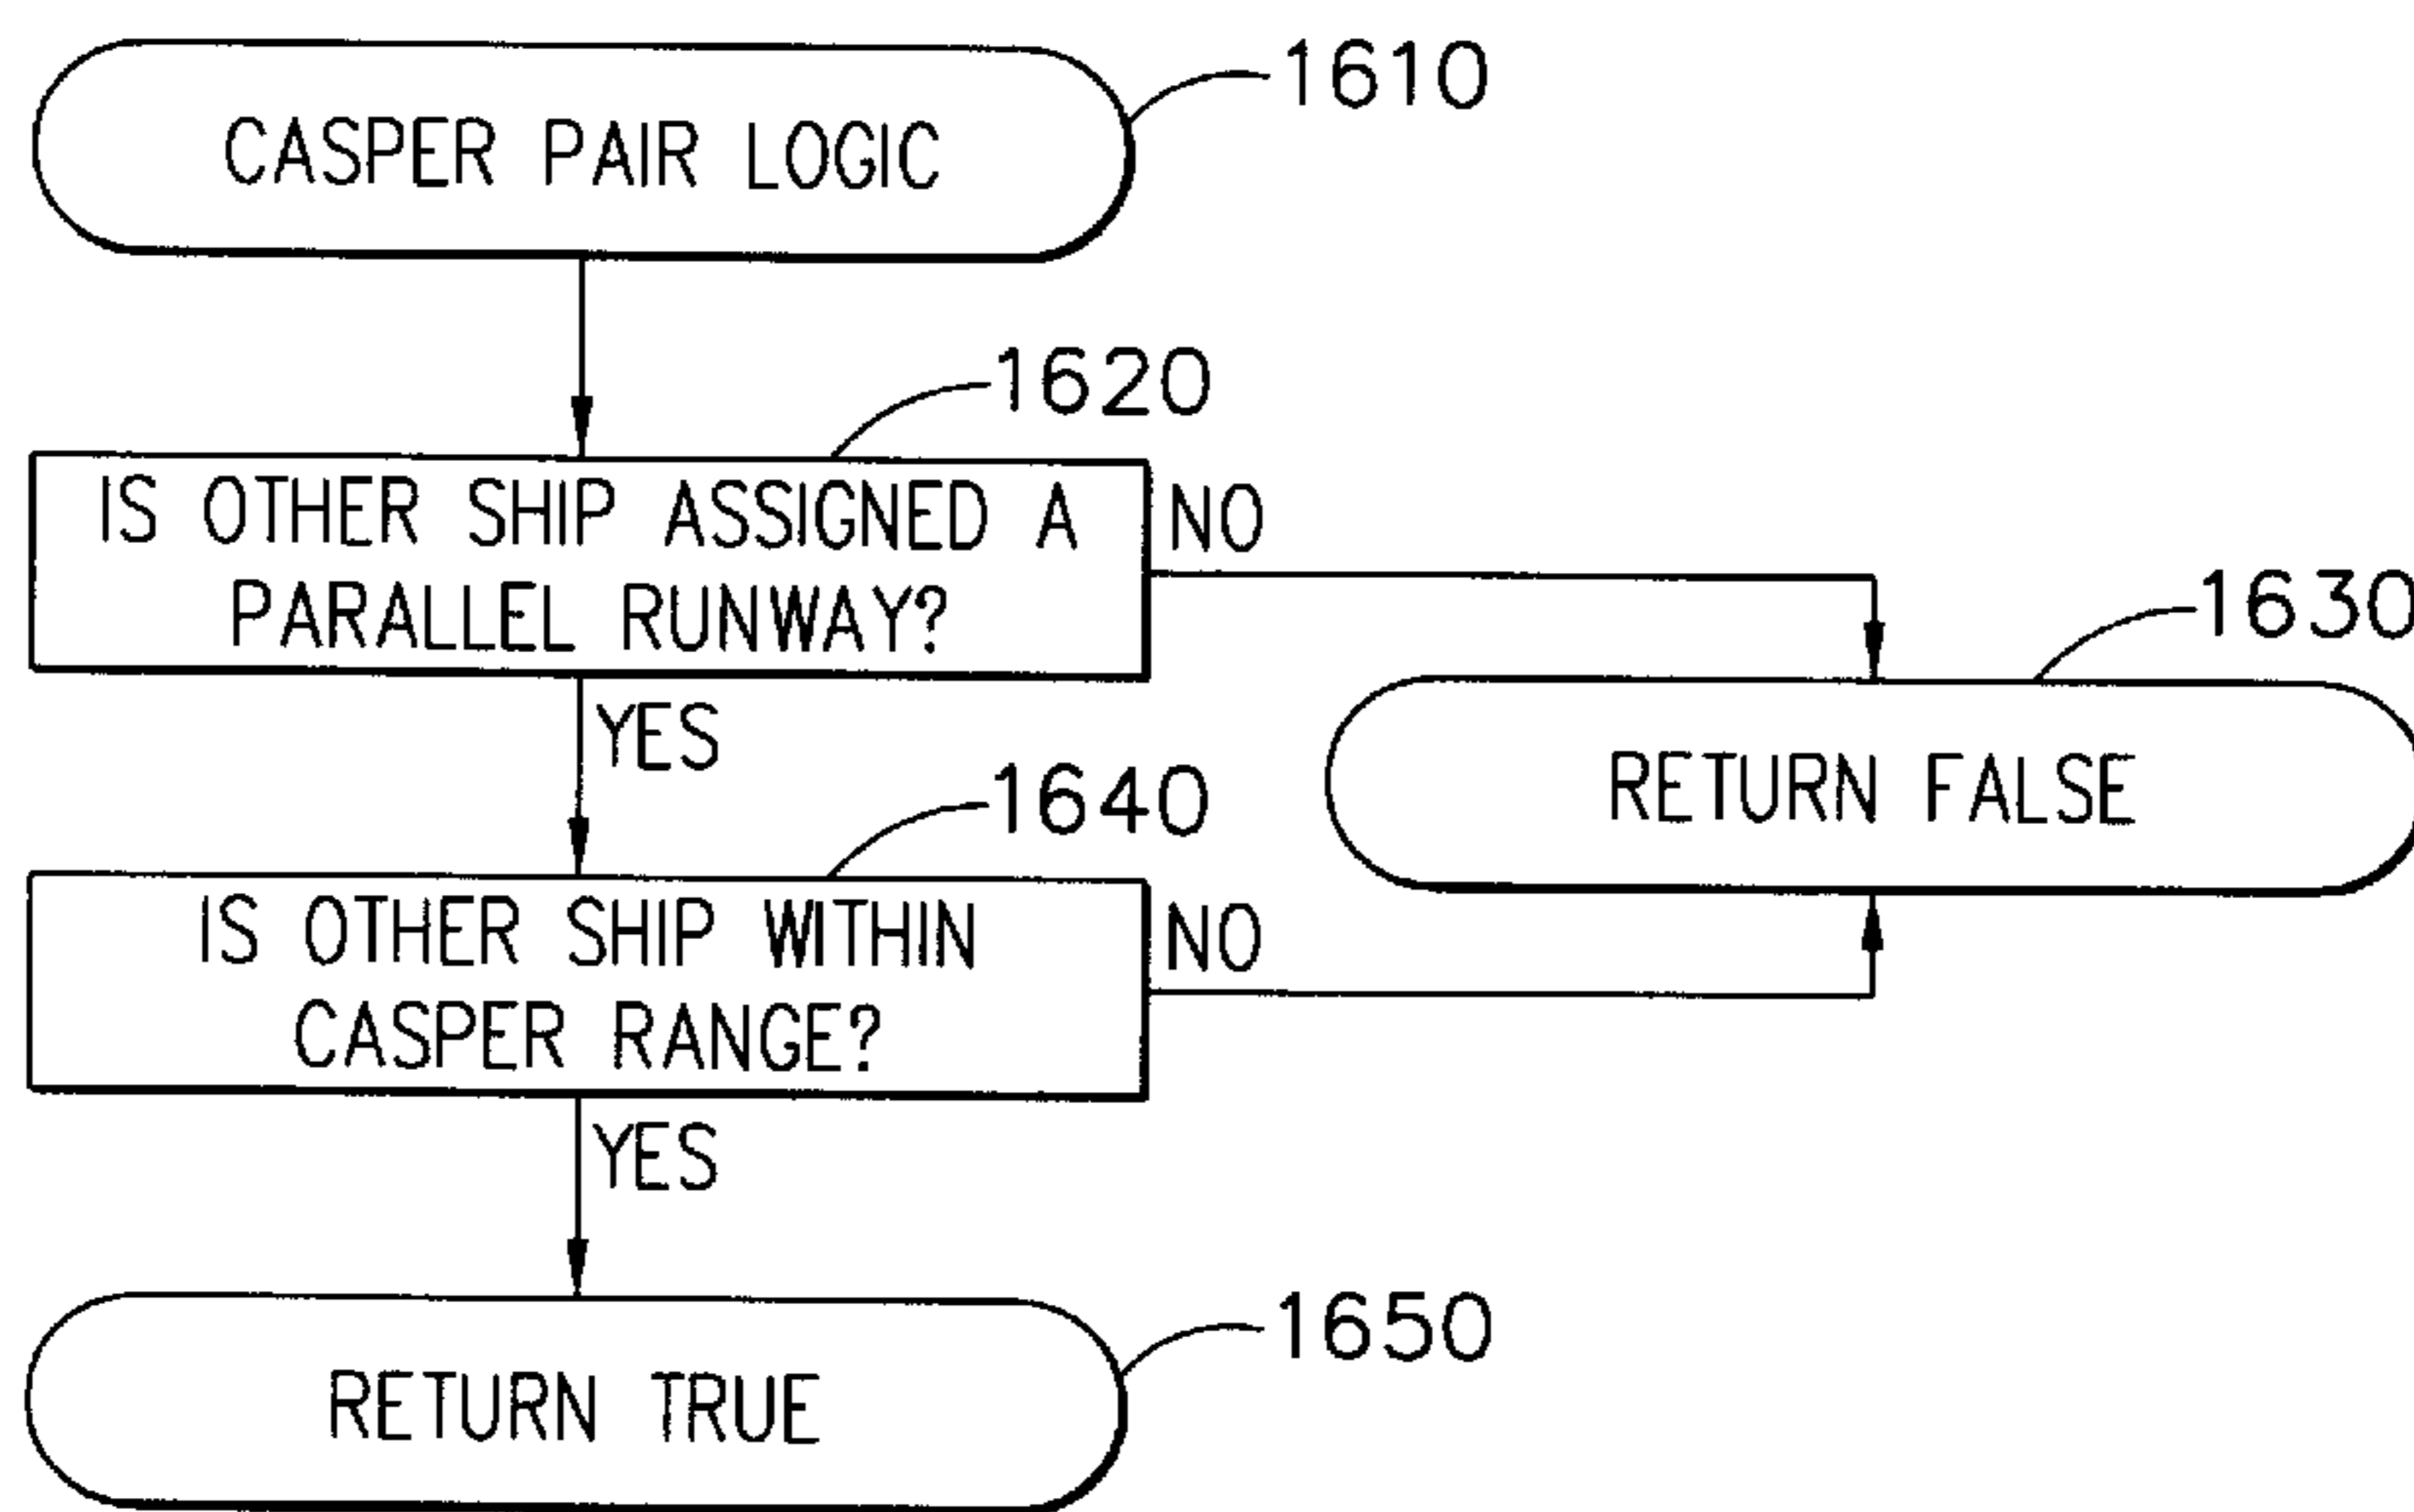 CASPER PAIR LOGIC
1610
1620
IS OTHER SHIP ASSIGNED A
PARALLEL RUNWAY?
NO
1630
YES
RETURN FALSE
1640
IS OTHER SHIP WITHIN
CASPER RANGE?
NO
YES
1650
RETURN TRUE